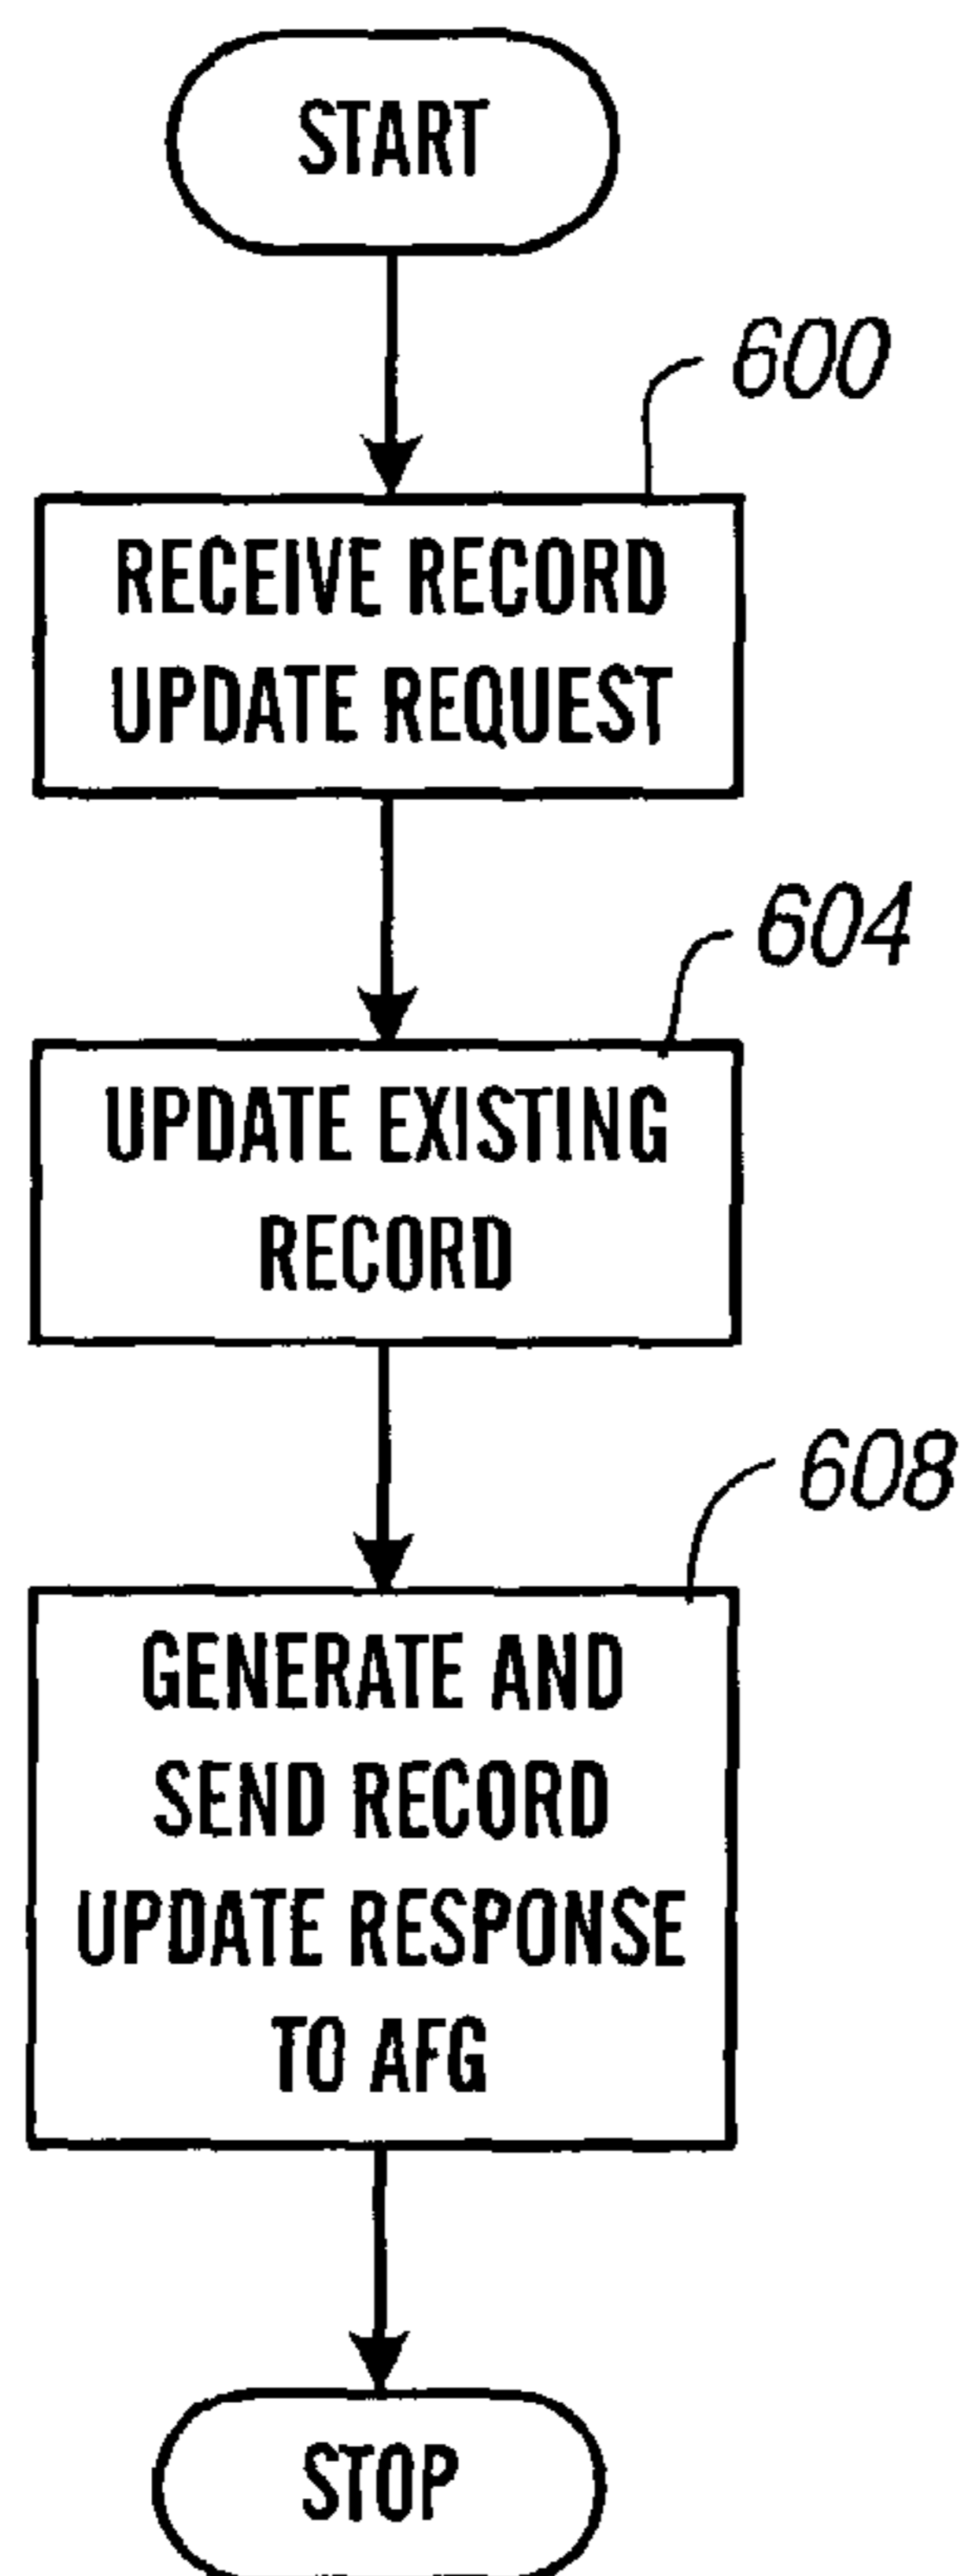 START
600
RECEIVE RECORD
UPDATE REQUEST
604
UPDATE EXISTING
RECORD
608
GENERATE AND
SEND RECORD
UPDATE RESPONSE
TO AFG
STOP